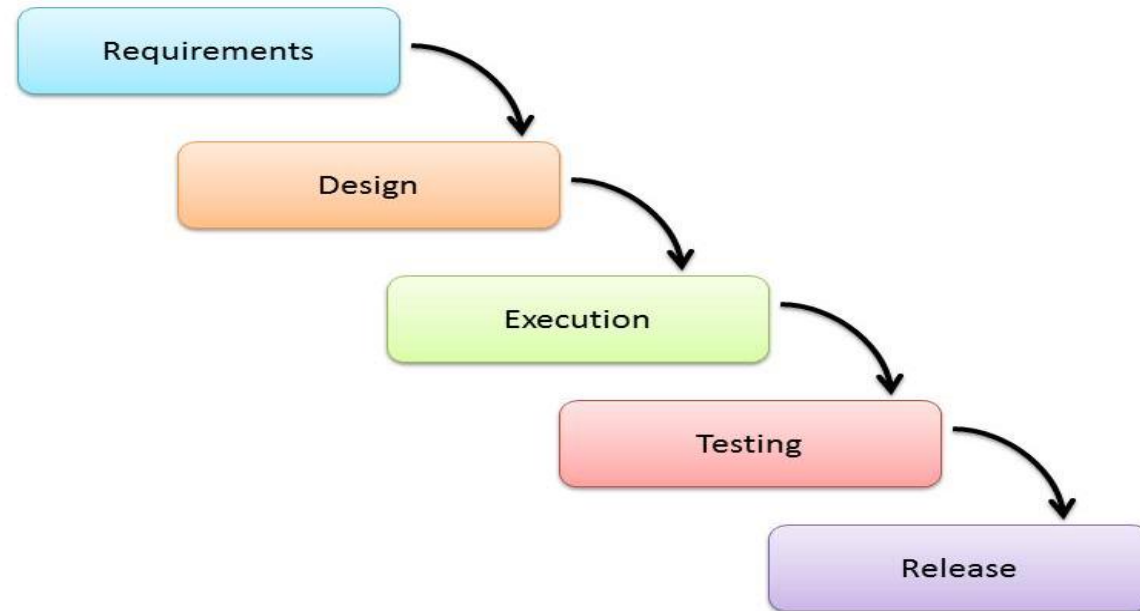 Requirements
Design
Execution
Testing
Release